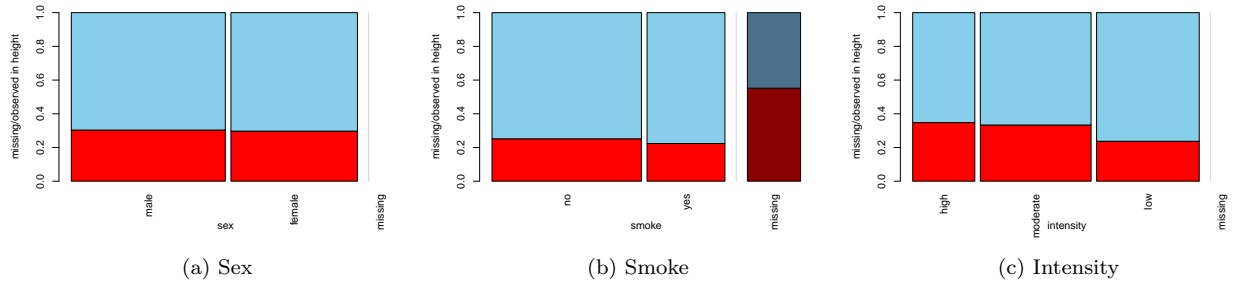 missing/observed in height
0.0 0.2 0.4 0.6 0.8 1.0
male
female
missing
sex
(a) Sex
missing/observed in height
0.0 0.2 0.4 0.6 0.8 1.0
no
yes
missing
smoke
(b) Smoke
missing/observed in height
0.0 0.2 0.4 0.6 0.8 1.0
high
moderate
low
missing
intensity
(c) Intensity